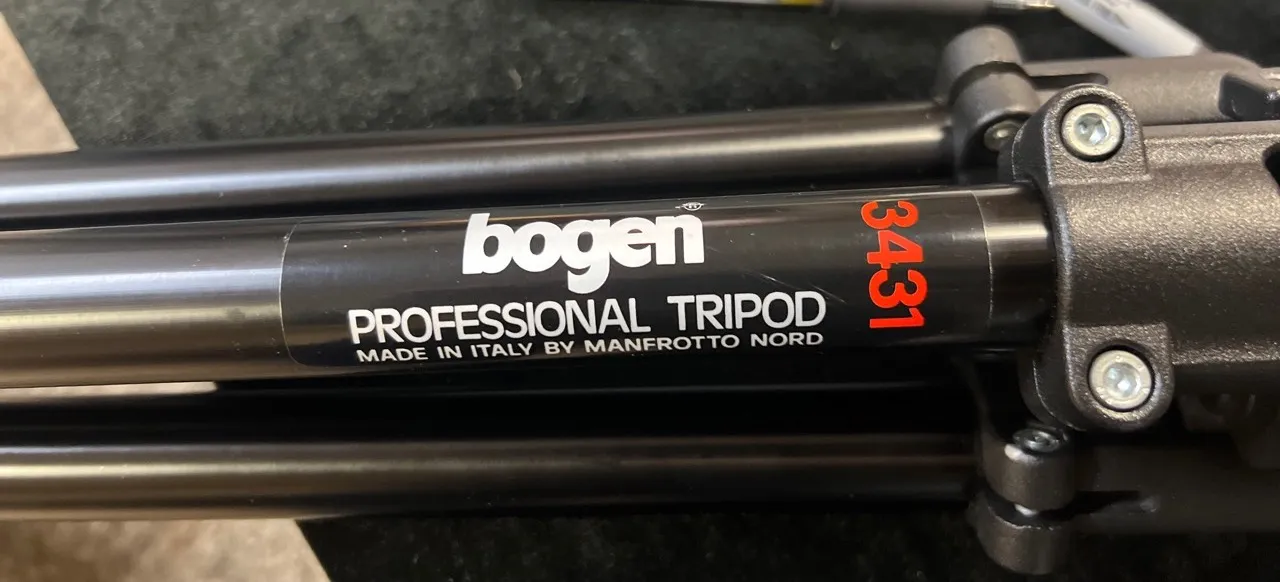 bogen®
PROFESSIONAL TRIPOD
MADE IN ITALY BY MANFROTTO NORD
3431